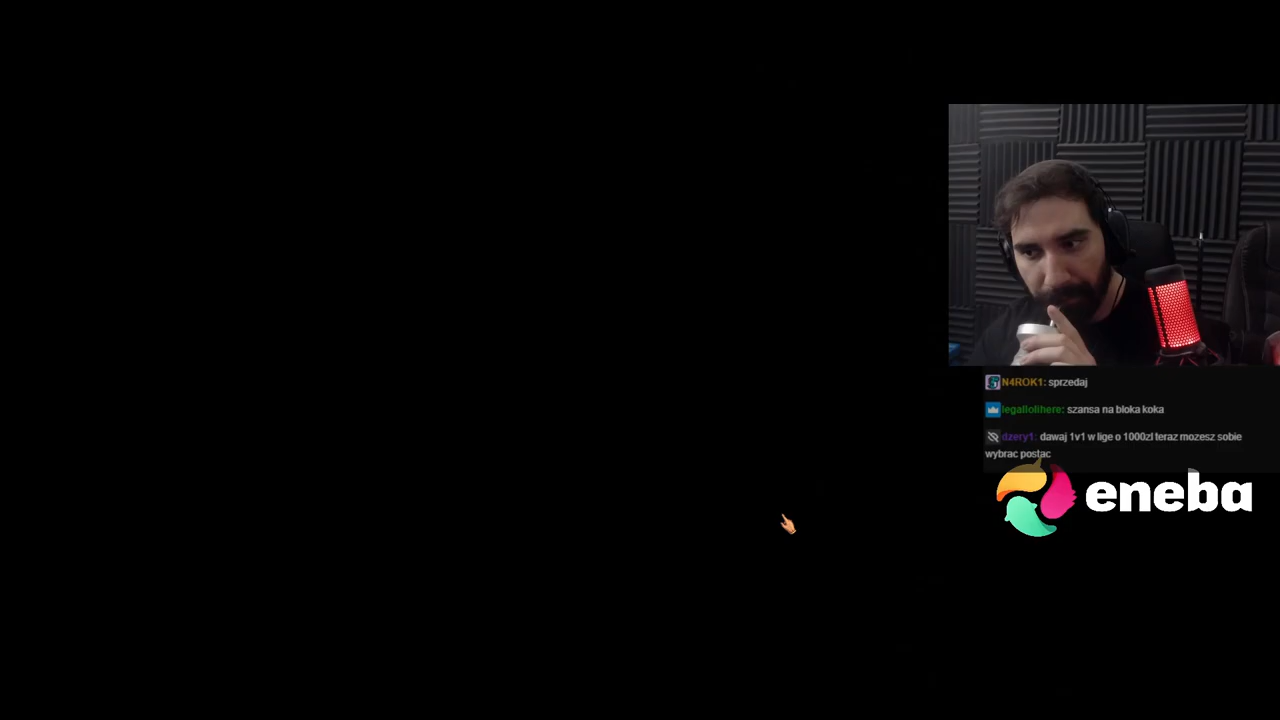 N4ROK1: sprzedaj
legallolihere: szansa na bloka koka
dzery1: dawaj 1v1 w lige o 1000zl teraz mozesz sobie
wybrac postac
eneba